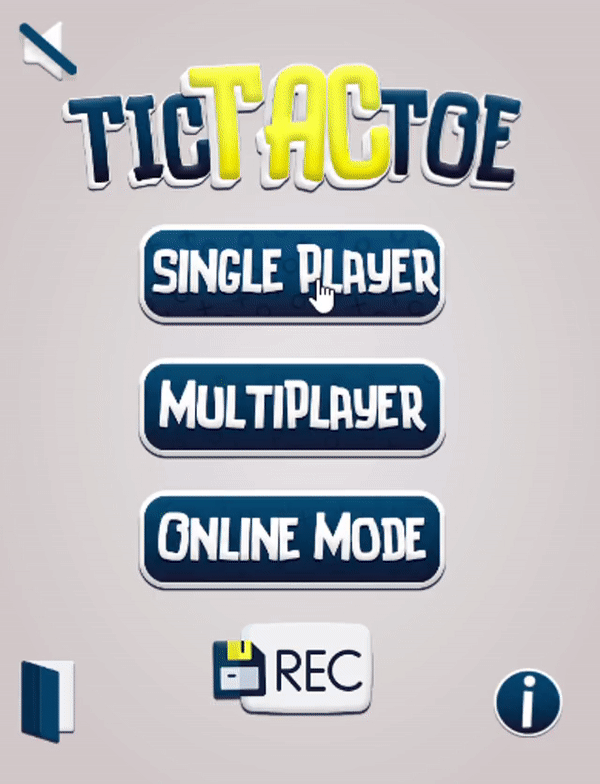 TICTACTOE
SINGLE PLAYER
MULTIPLAYER
ONLINE MODE
REC
i